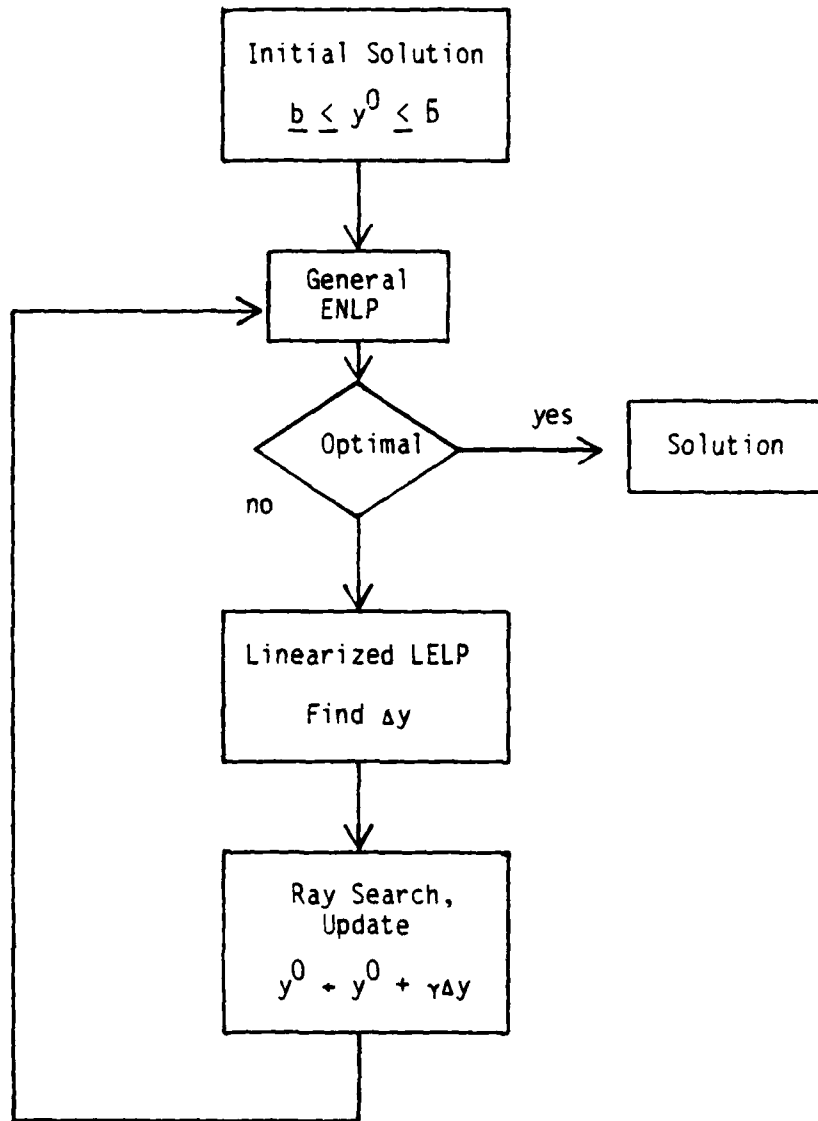 Initial Solution
b ≤ y⁰ ≤ b̄
General
ENLP
Optimal
yes
Solution
no
Linearized LELP
Find Δy
Ray Search,
Update
y⁰ ← y⁰ + γΔy